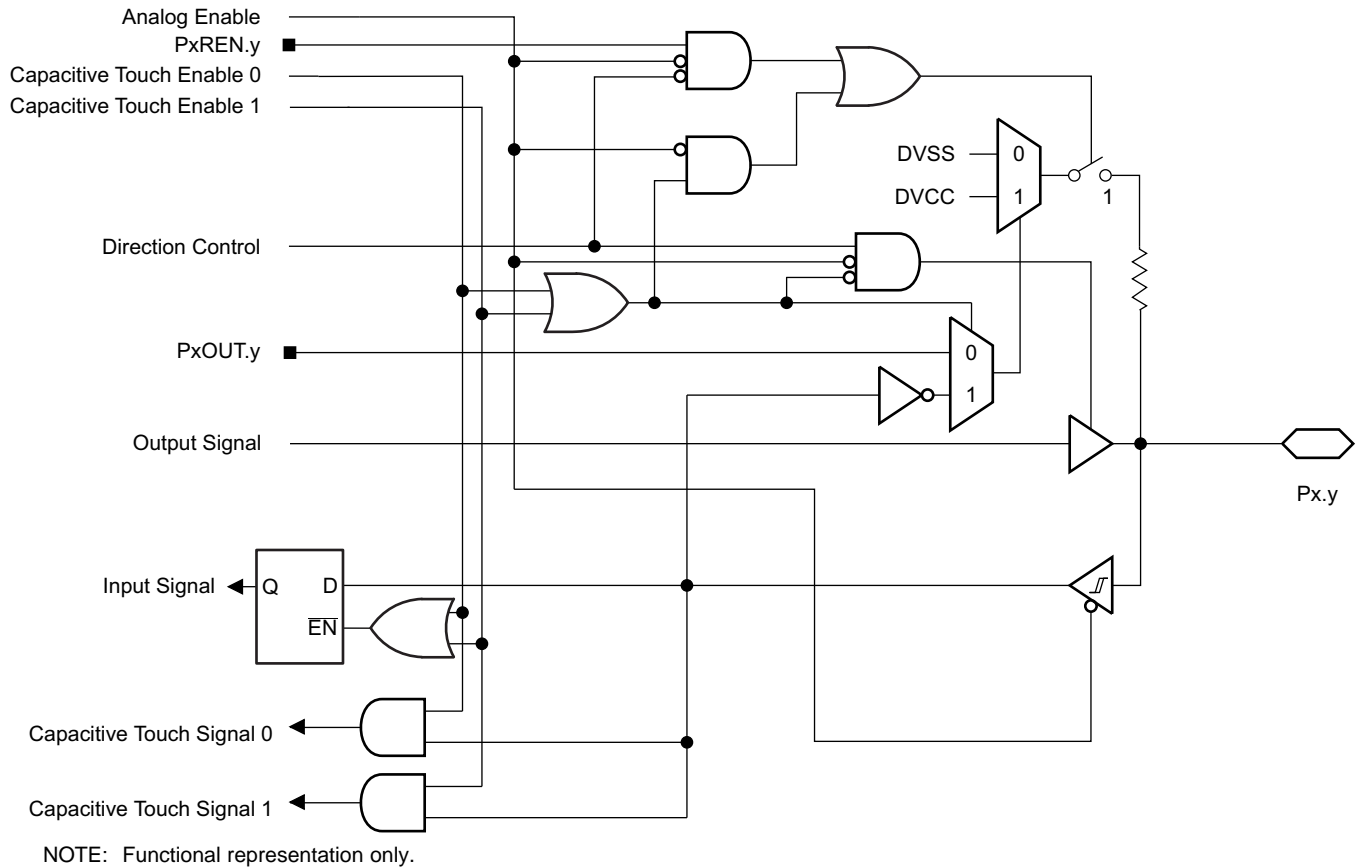 Analog Enable
PxREN.y
Capacitive Touch Enable 0
Capacitive Touch Enable 1
DVSS
0
DVCC
1
1
Direction Control
PxOUT.y
0
1
Output Signal
Px.y
Input Signal
Q
D
EN
Capacitive Touch Signal 0
Capacitive Touch Signal 1
NOTE: Functional representation only.